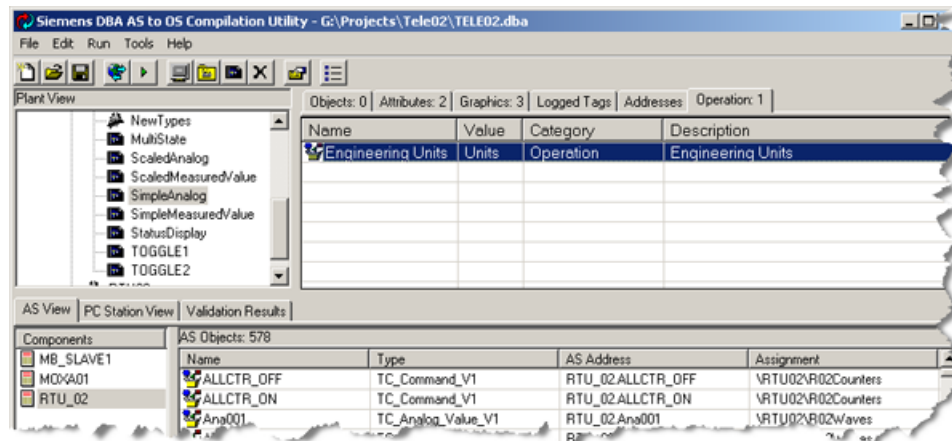 Siemens DBA AS to OS Compilation Utility - G:\Projects\Tele02\TELE02.dba
File Edit Run Tools Help
Plant View
NewTypes
MultiState
ScaledAnalog
ScaledMeasuredValue
SimpleAnalog
SimpleMeasuredValue
StatusDisplay
TOGGLE1
TOGGLE2
Objects: 0 Attributes: 2 Graphics: 3 Logged Tags Addresses Operation: 1
Name Value Category Description
Engineering Units Units Operation Engineering Units
AS View PC Station View Validation Results
Components
MB_SLAVE1
MOXA01
RTU_02
AS Objects: 578
Name Type AS Address Assignment
ALLCTR_OFF TC_Command_V1 RTU_02.ALLCTR_OFF \RTU02\R02Counters
ALLCTR_ON TC_Command_V1 RTU_02.ALLCTR_ON \RTU02\R02Counters
Ana001 TC_Analog_Value_V1 RTU_02.Ana001 \RTU02\R02Waves